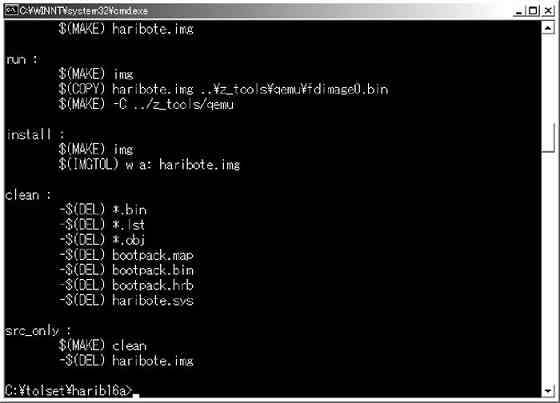 C:¥WINNT¥system32¥cmd.exe
$(MAKE) haribote.img
run :
$(MAKE) img
$(COPY) haribote.img ..¥z_tools¥qemu¥fdimage0.bin
$(MAKE) -C ../z_tools/qemu
install :
$(MAKE) img
$(IMGTOL) w a: haribote.img
clean :
-$(DEL) *.bin
-$(DEL) *.lst
-$(DEL) *.obj
-$(DEL) bootpack.map
-$(DEL) bootpack.bim
-$(DEL) bootpack.hrb
-$(DEL) haribote.sys
src_only :
$(MAKE) clean
-$(DEL) haribote.img
C:¥tolset¥harib16a>